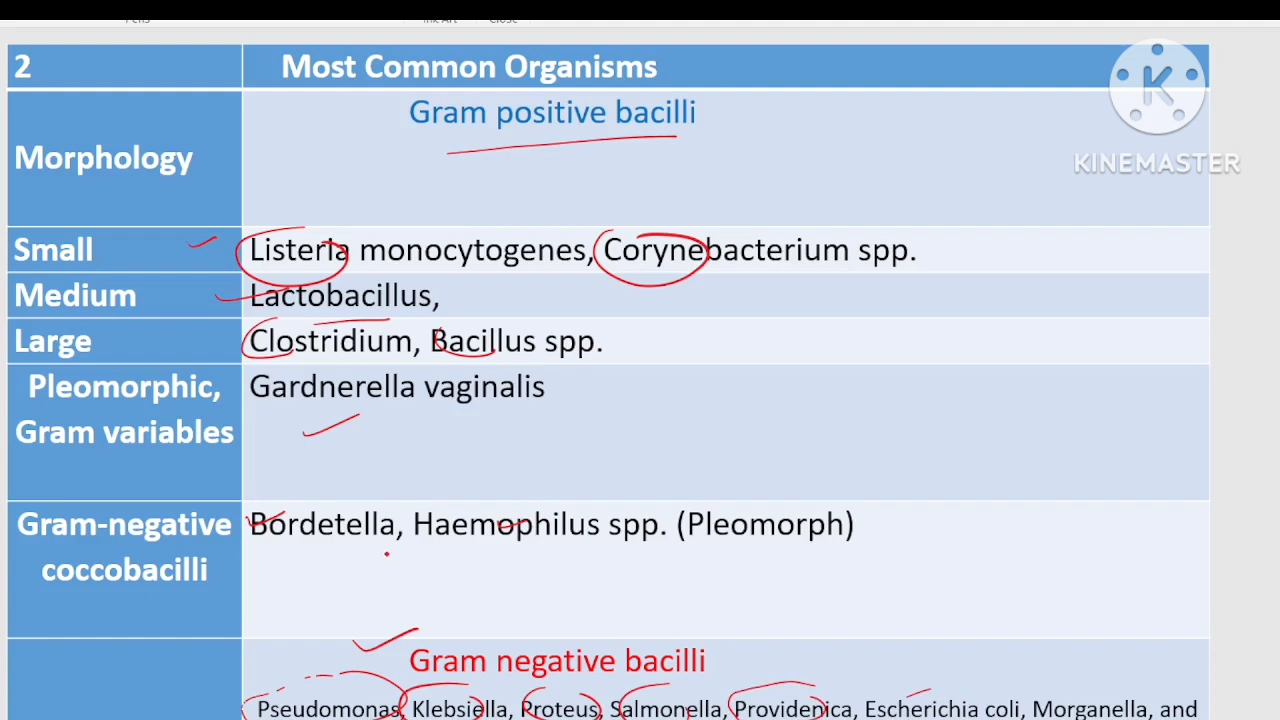 2 Most Common Organisms
Gram positive bacilli
Morphology
Small Listeria monocytogenes, Corynebacterium spp.
Medium Lactobacillus,
Large Clostridium, Bacillus spp.
Pleomorphic, Gardnerella vaginalis
Gram variables
Gram-negative Bordetella, Haemophilus spp. (Pleomorph)
coccobacilli
Gram negative bacilli
Pseudomonas, Klebsiella, Proteus, Salmonella, Providenica, Escherichia coli, Morganella, and
K
KINEMASTER